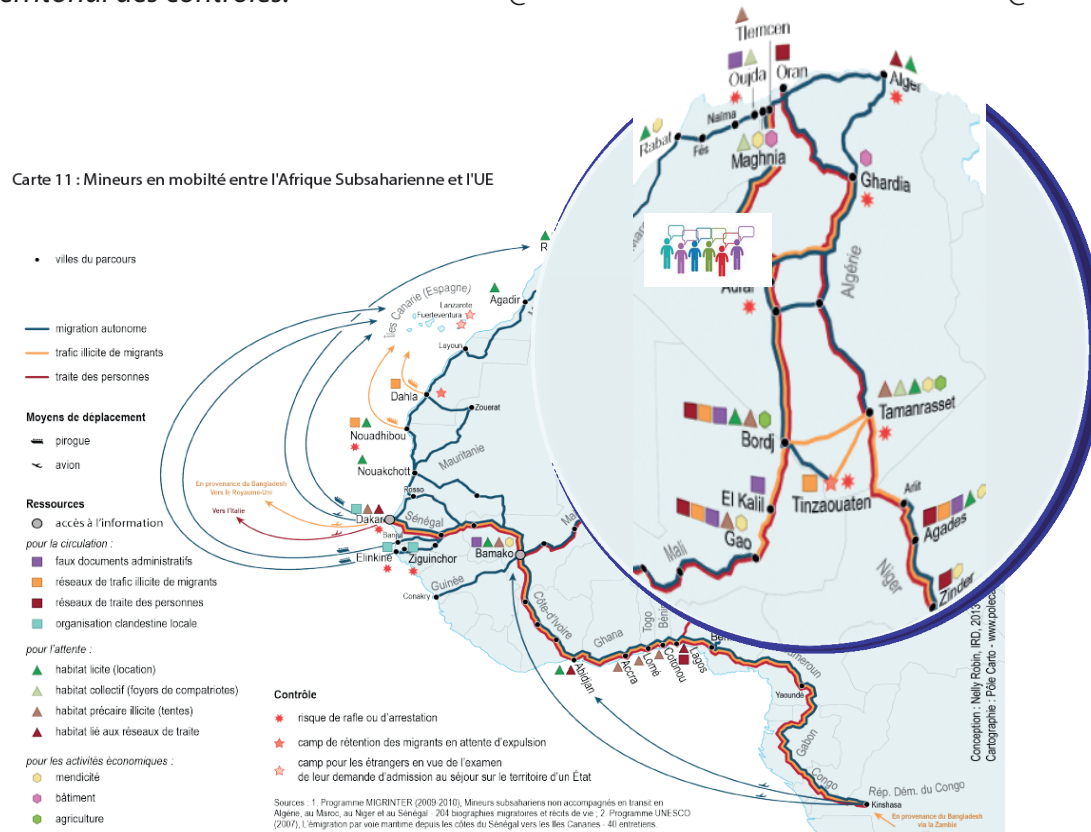 erritorial des contrôles.
Carte 11 : Mineurs en mobilté entre l'Afrique Subsaharienne et l'UE
villes du parcours
migration autonome
trafic illicite de migrants
traite des personnes
Moyens de déplacement
pirogue
avion
Ressources
accès à l'information
pour la circulation :
faux documents administratifs
réseaux de trafic illicite de migrants
réseaux de traite des personnes
organisation clandestine locale
pour l'attente :
habitat licite (location)
habitat collectif (foyers de compatriotes)
habitat précaire illicite (tentes)
habitat lié aux réseaux de traite
pour les activités économiques :
mendicité
bâtiment
agriculture
Contrôle
risque de rafle ou d'arrestation
camp de rétention des migrants en attente d'expulsion
camp pour les étrangers en vue de l'examen
de leur demande d'admission au séjour sur le territoire d'un État
Sources : 1. Programme MIGRINTER (2009-2010), Mineurs subsahariens non accompagnés en transit en
Algérie, au Maroc, au Niger et au Sénégal - 204 biographies migratoires et récits de vie ; 2. Programme UNESCO
(2007), L'émigration par voie maritime depuis les côtes du Sénégal vers les Iles Canaries - 40 entretiens.
Tlemcen
Oujda
Oran
Alger
Naïma
Rabat
Fès
Maghnia
Ghardia
Algérie
Tamanrasset
Bordj
Tinzaouaten
El Kalil
Gao
Mali
Arlit
Agades
Niger
Zinder
R
Îles Canarie (Espagne)
Lanzarote
Fuerteventura
Agadir
Layoun
Dahla
Zouerat
Nouadhibou
Mauritanie
Nouakchott
Rosso
En provenance du Bangladesh
Vers le Royaume-Uni
Vers l'Italie
Dakar
Sénégal
Banjul
Elinkine
Ziguinchor
Bamako
Ma
Guinée
Conakry
Côte-d'Ivoire
Ghana
Togo
Béni
Abidjan
Accra
Lomé
Cotonou
Lagos
meroun
Yaoundé
Gabon
Congo
Rép. Dém. du Congo
Kinshasa
En provenance du Bangladesh
via la Zambie
Conception : Nelly Robin, IRD, 2013
Cartographie : Pôle Carto - www.poleca